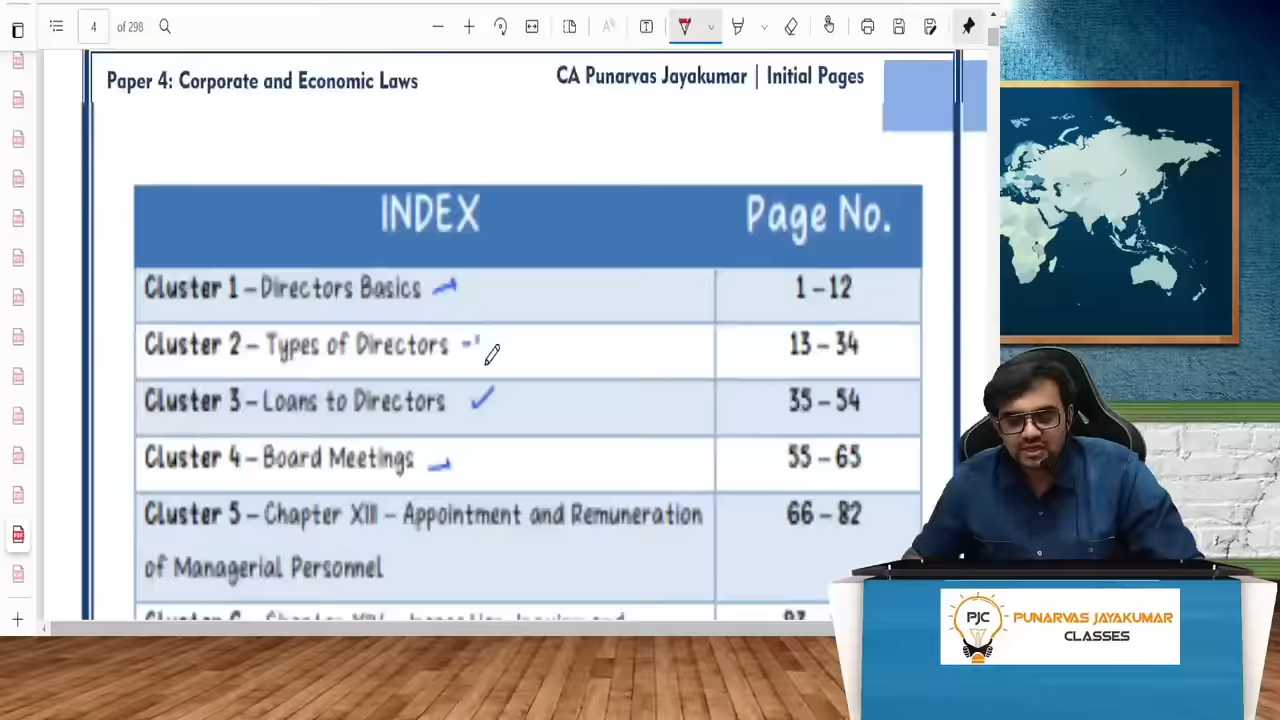 4 of 298
Paper 4: Corporate and Economic Laws
CA Punarvas Jayakumar | Initial Pages
INDEX Page No.
Cluster 1 – Directors Basics 1 – 12
Cluster 2 – Types of Directors 13 – 34
Cluster 3 – Loans to Directors 35 – 54
Cluster 4 – Board Meetings 55 – 65
Cluster 5 – Chapter XIII – Appointment and Remuneration 66 – 82
of Managerial Personnel
PJC
PUNARVAS JAYAKUMAR
CLASSES